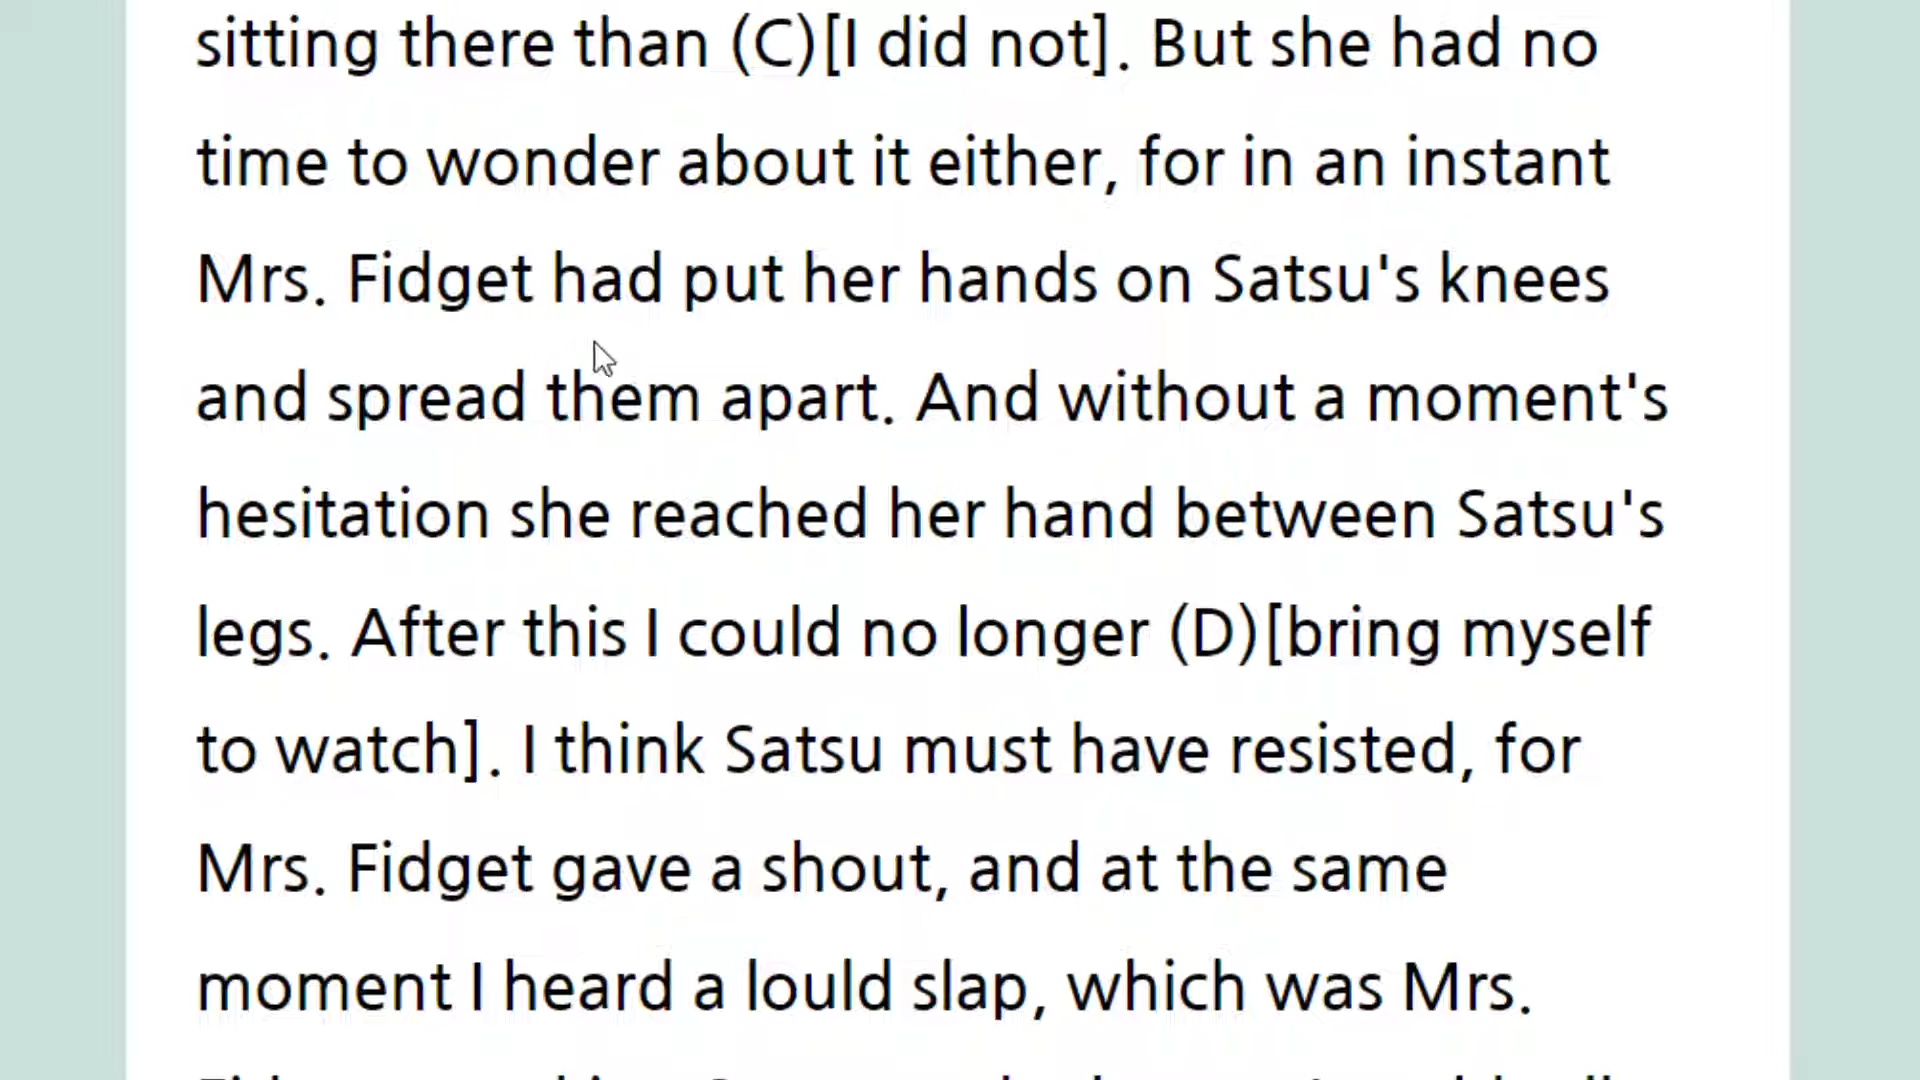 sitting there than (C)[I did not]. But she had no
time to wonder about it either, for in an instant
Mrs. Fidget had put her hands on Satsu's knees
and spread them apart. And without a moment's
hesitation she reached her hand between Satsu's
legs. After this I could no longer (D)[bring myself
to watch]. I think Satsu must have resisted, for
Mrs. Fidget gave a shout, and at the same
moment I heard a lould slap, which was Mrs.